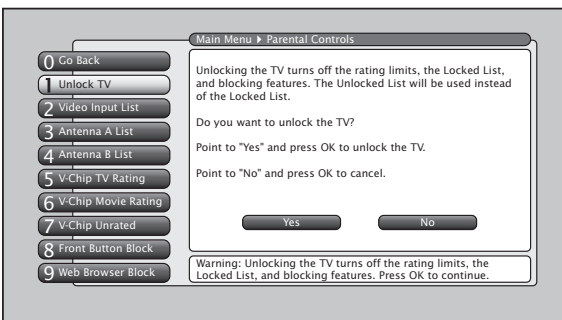 Main Menu ▶ Parental Controls
0 Go Back
1 Unlock TV
2 Video Input List
3 Antenna A List
4 Antenna B List
5 V-Chip TV Rating
6 V-Chip Movie Rating
7 V-Chip Unrated
8 Front Button Block
9 Web Browser Block
Unlocking the TV turns off the rating limits, the Locked List,
and blocking features. The Unlocked List will be used instead
of the Locked List.
Do you want to unlock the TV?
Point to "Yes" and press OK to unlock the TV.
Point to "No" and press OK to cancel.
Yes
No
Warning: Unlocking the TV turns off the rating limits, the
Locked List, and blocking features. Press OK to continue.